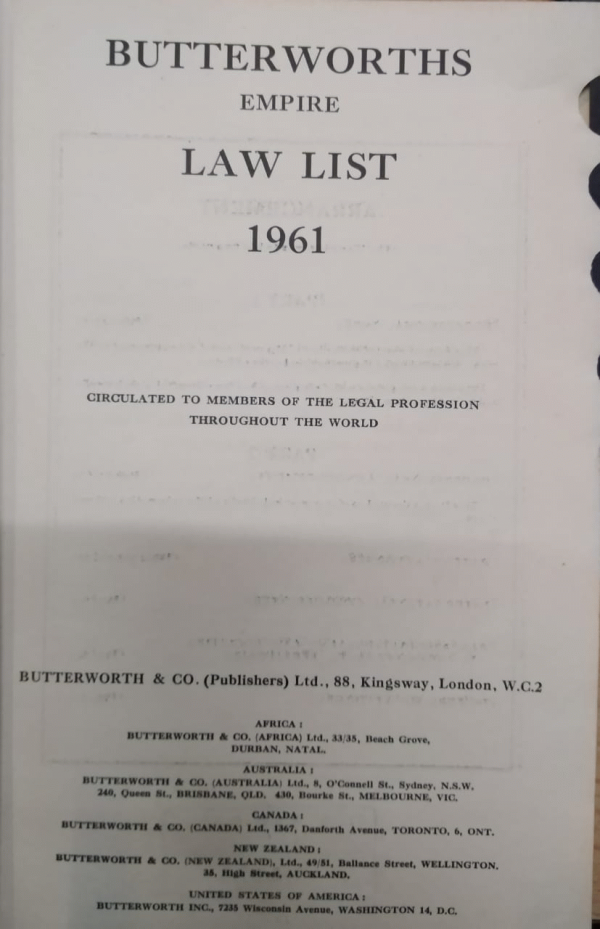 BUTTERWORTHS
EMPIRE
LAW LIST
1961
CIRCULATED TO MEMBERS OF THE LEGAL PROFESSION
THROUGHOUT THE WORLD
BUTTERWORTH & CO. (Publishers) Ltd., 88, Kingsway, London, W.C.2
AFRICA :
BUTTERWORTH & CO. (AFRICA) Ltd., 33/35, Beach Grove,
DURBAN, NATAL.
AUSTRALIA :
BUTTERWORTH & CO. (AUSTRALIA) Ltd., 8, O'Connell St., Sydney, N.S.W.
240, Queen St., BRISBANE, QLD. 430, Bourke St., MELBOURNE, VIC.
CANADA :
BUTTERWORTH & CO. (CANADA) Ltd., 1367, Danforth Avenue, TORONTO, 6, ONT.
NEW ZEALAND :
BUTTERWORTH & CO. (NEW ZEALAND), Ltd., 49/51, Ballance Street, WELLINGTON.
35, High Street, AUCKLAND.
UNITED STATES OF AMERICA :
BUTTERWORTH INC., 7235 Wisconsin Avenue, WASHINGTON 14, D.C.